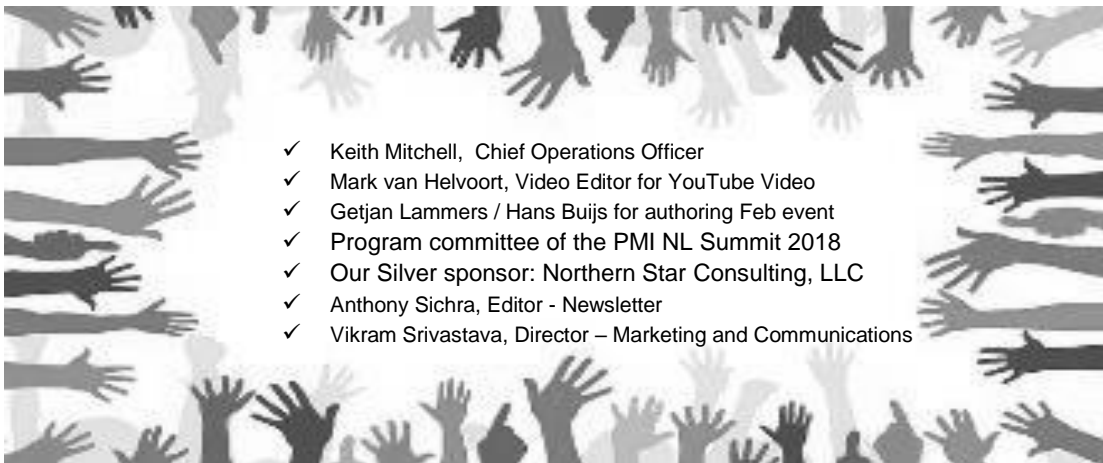 ✓ Keith Mitchell, Chief Operations Officer
✓ Mark van Helvoort, Video Editor for YouTube Video
✓ Getjan Lammers / Hans Buijs for authoring Feb event
✓ Program committee of the PMI NL Summit 2018
✓ Our Silver sponsor: Northern Star Consulting, LLC
✓ Anthony Sichra, Editor - Newsletter
✓ Vikram Srivastava, Director – Marketing and Communications